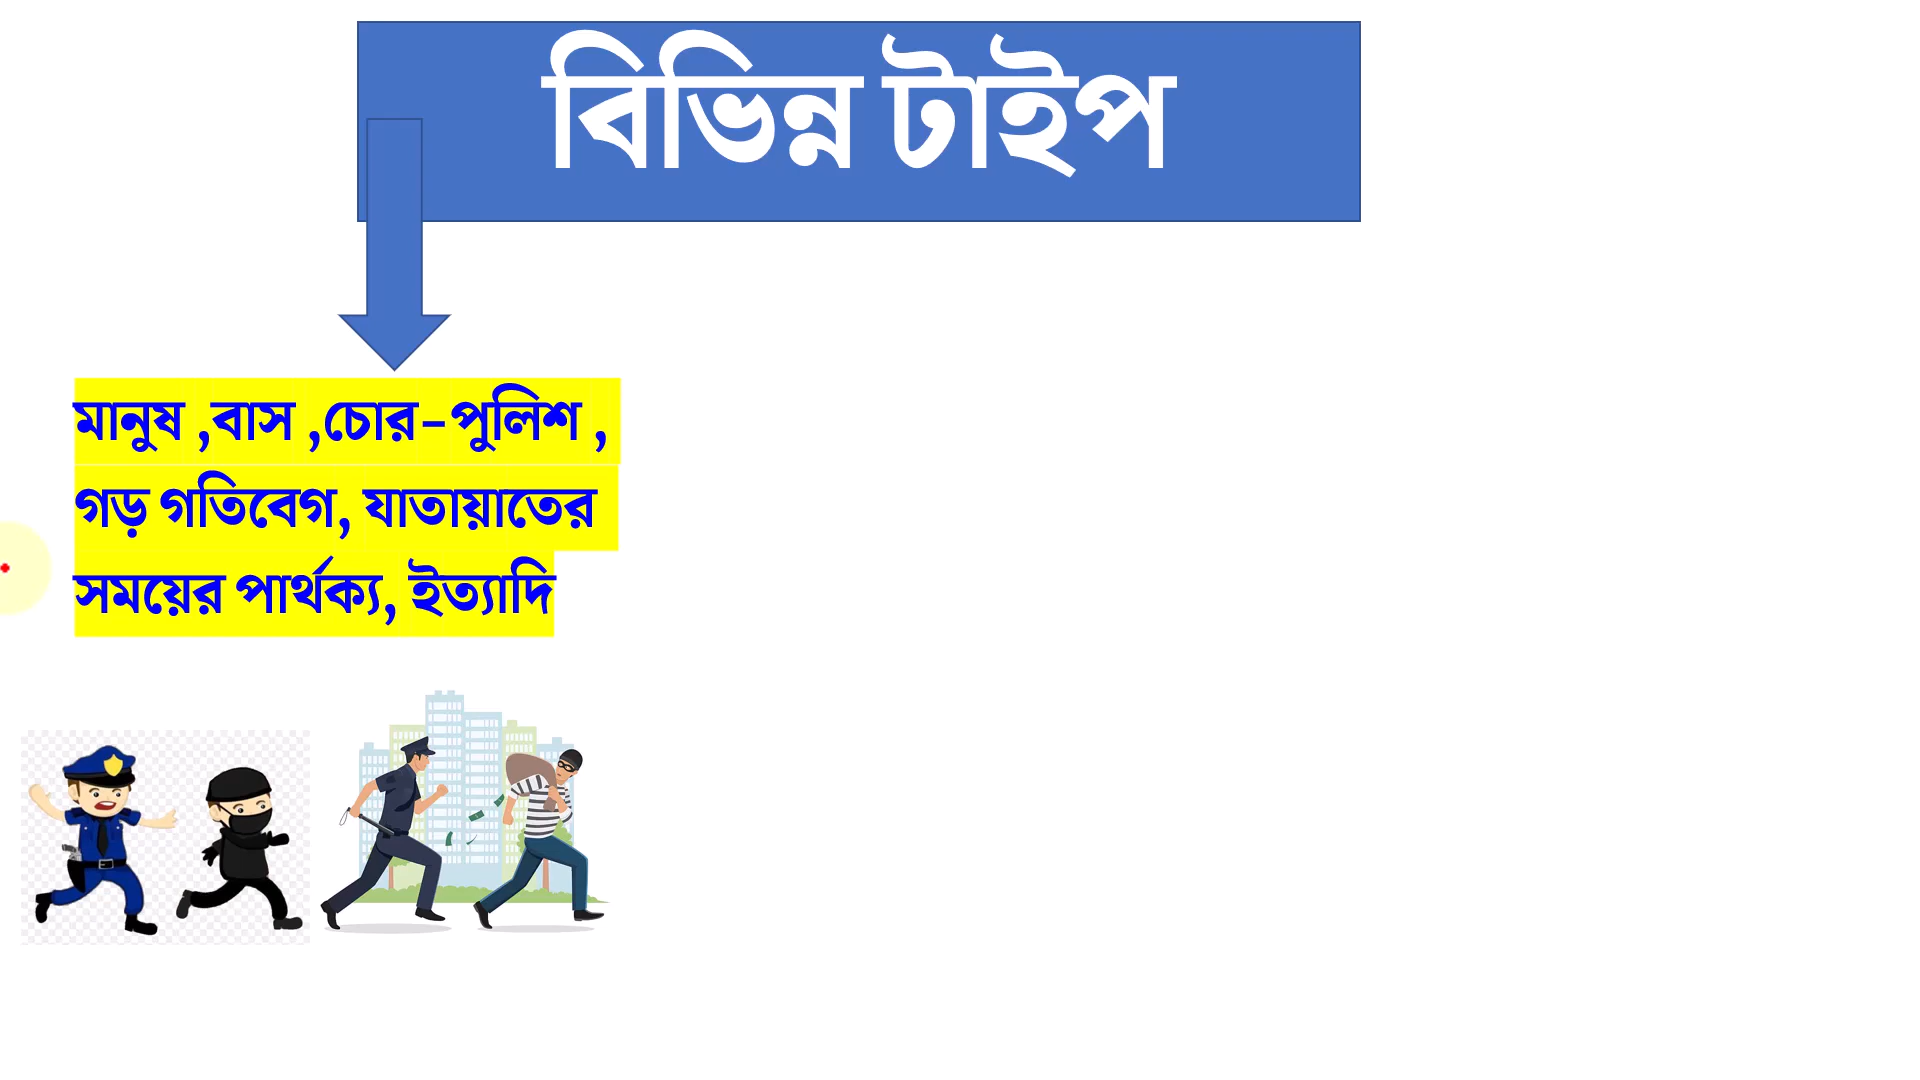 বিভিন্ন টাইপ
মানুষ ,বাস ,চোর-পুলিশ ,
গড় গতিবেগ, যাতায়াতের
সময়ের পার্থক্য, ইত্যাদি